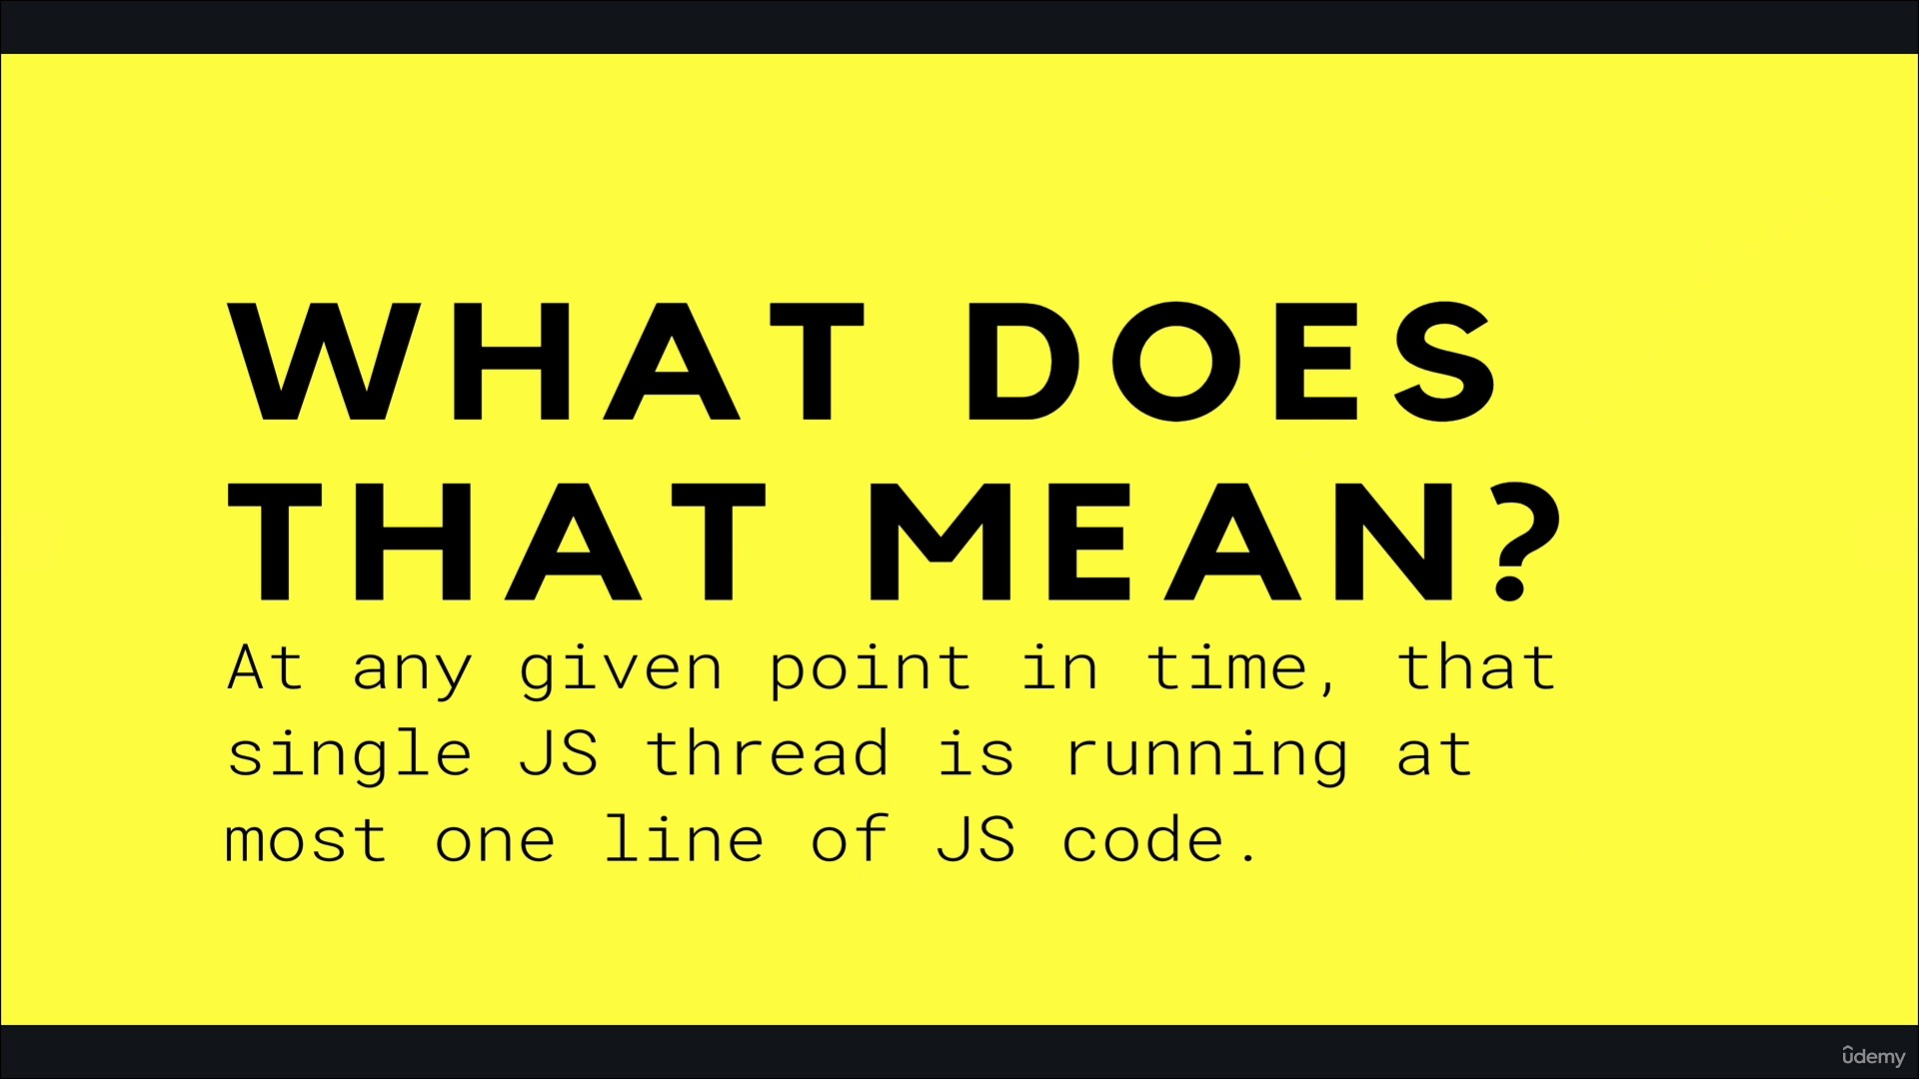 WHAT DOES
THAT MEAN?
At any given point in time, that
single JS thread is running at
most one line of JS code.
udemy